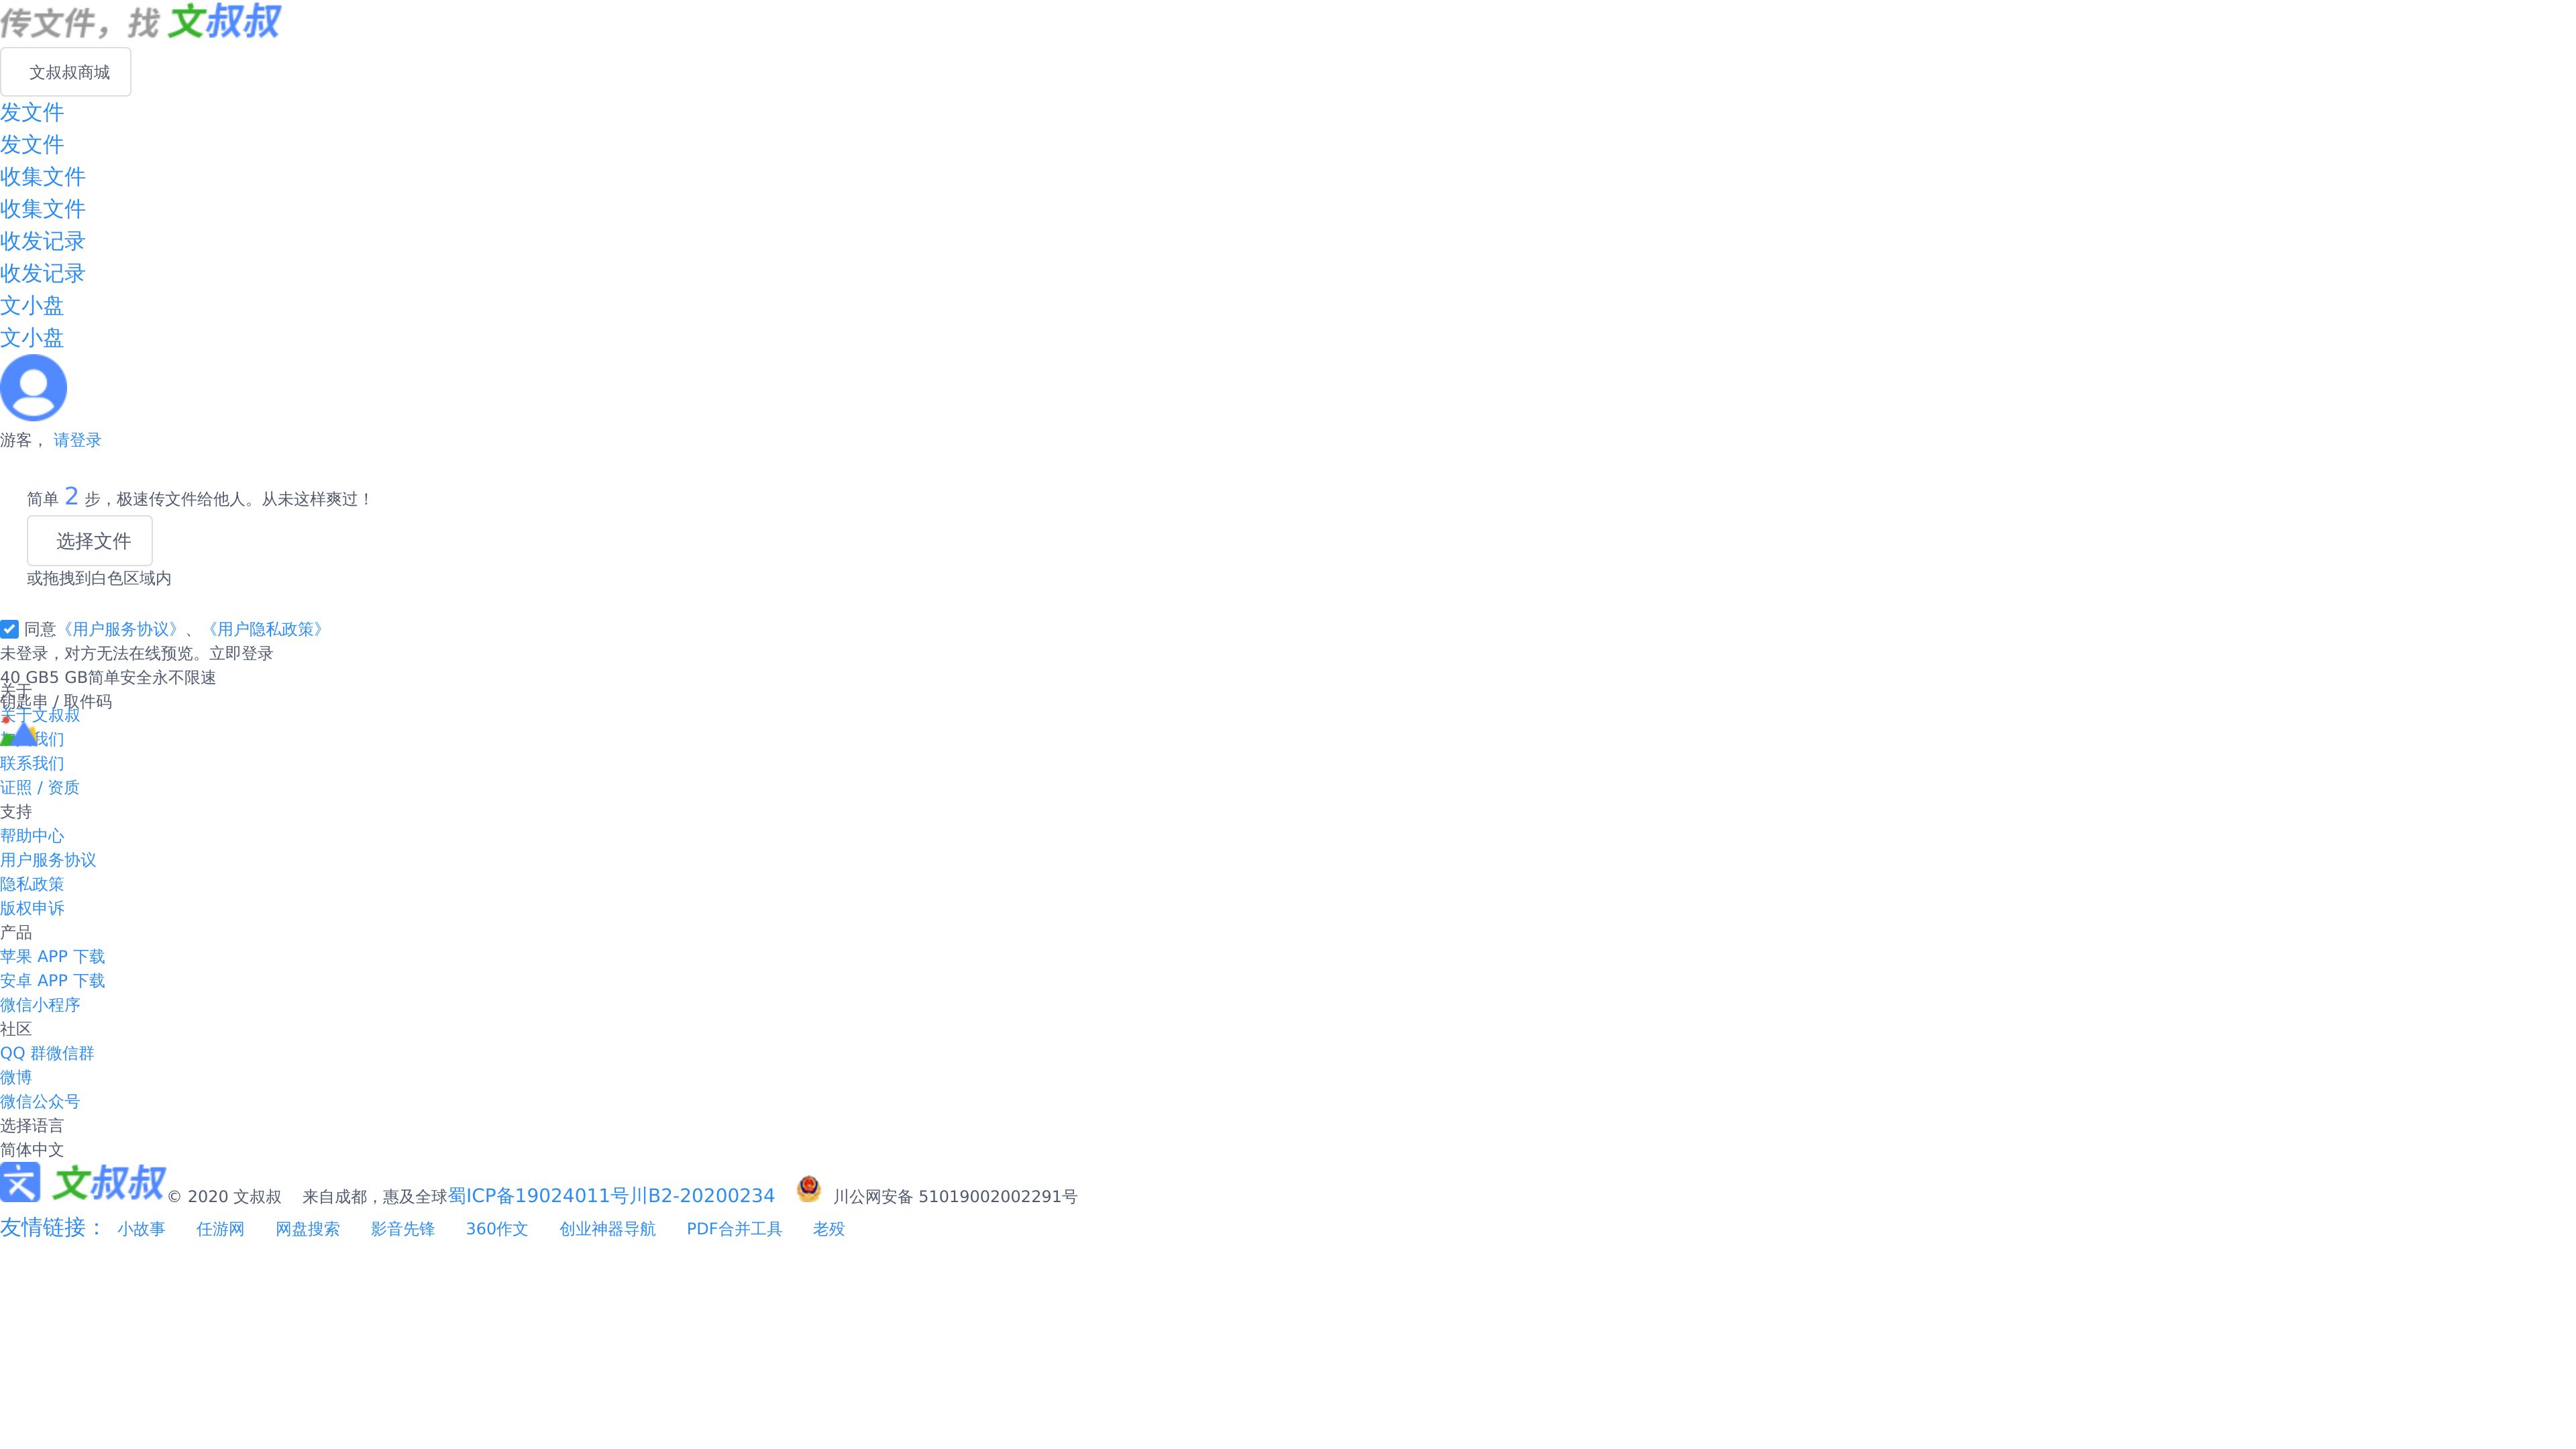 传文件，找 文叔叔
文叔叔商城
发文件
发文件
收集文件
收集文件
收发记录
收发记录
文小盘
文小盘
游客， 请登录
简单 2 步，极速传文件给他人。从未这样爽过！
选择文件
或拖拽到白色区域内
同意《用户服务协议》、《用户隐私政策》
未登录，对方无法在线预览。立即登录
40 GB5 GB简单安全永不限速
关于
钥匙串 / 取件码
关于文叔叔
我们
联系我们
证照 / 资质
支持
帮助中心
用户服务协议
隐私政策
版权申诉
产品
苹果 APP 下载
安卓 APP 下载
微信小程序
社区
QQ 群微信群
微博
微信公众号
选择语言
简体中文
文 文叔叔 © 2020 文叔叔 来自成都，惠及全球蜀ICP备19024011号川B2-20200234 川公网安备 51019002002291号
友情链接： 小故事 任游网 网盘搜索 影音先锋 360作文 创业神器导航 PDF合并工具 老殁